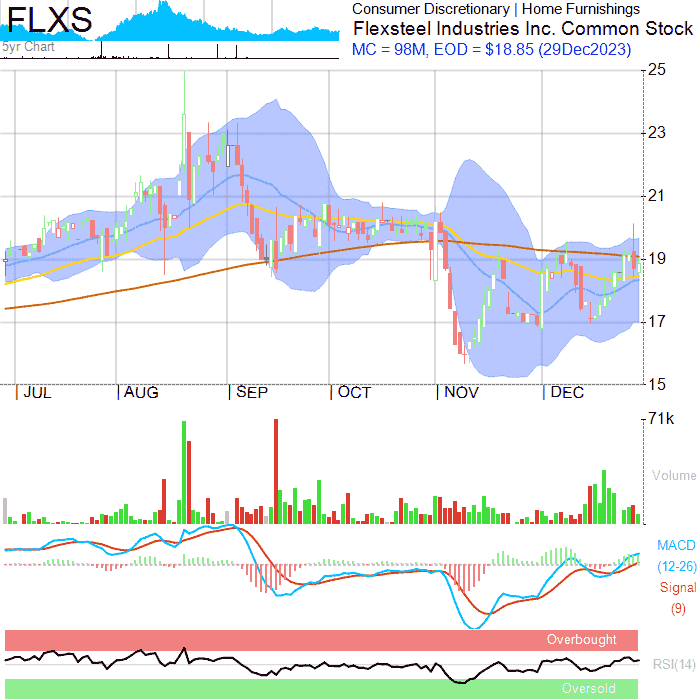 FLXS
5yr Chart
Consumer Discretionary | Home Furnishings
Flexsteel Industries Inc. Common Stock
MC = 98M, EOD = $18.85 (29Dec2023)
25
23
21
19
17
15
JUL AUG SEP OCT NOV DEC
71k
Volume
MACD
(12-26)
Signal
(9)
Overbought
RSI(14)
Oversold